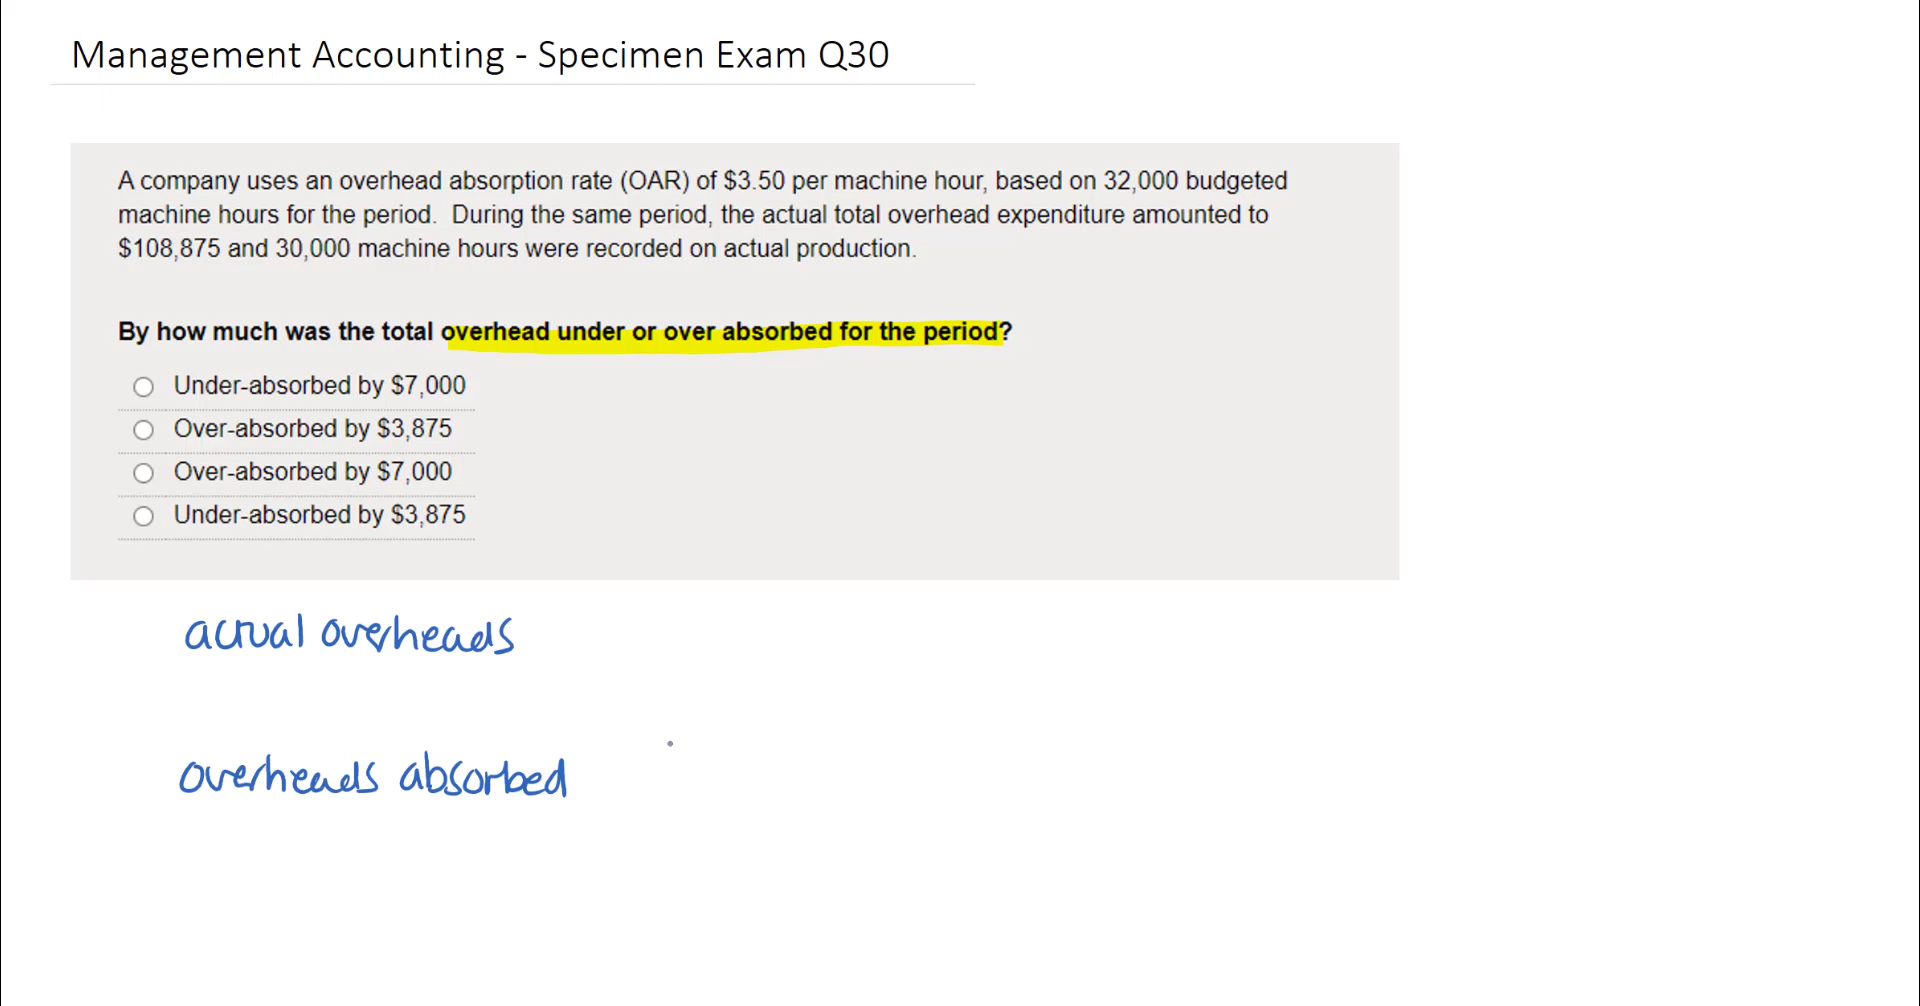 Management Accounting - Specimen Exam Q30
A company uses an overhead absorption rate (OAR) of $3.50 per machine hour, based on 32,000 budgeted
machine hours for the period. During the same period, the actual total overhead expenditure amounted to
$108,875 and 30,000 machine hours were recorded on actual production.
By how much was the total overhead under or over absorbed for the period?
Under-absorbed by $7,000
Over-absorbed by $3,875
Over-absorbed by $7,000
Under-absorbed by $3,875
actual overheads
overheads absorbed